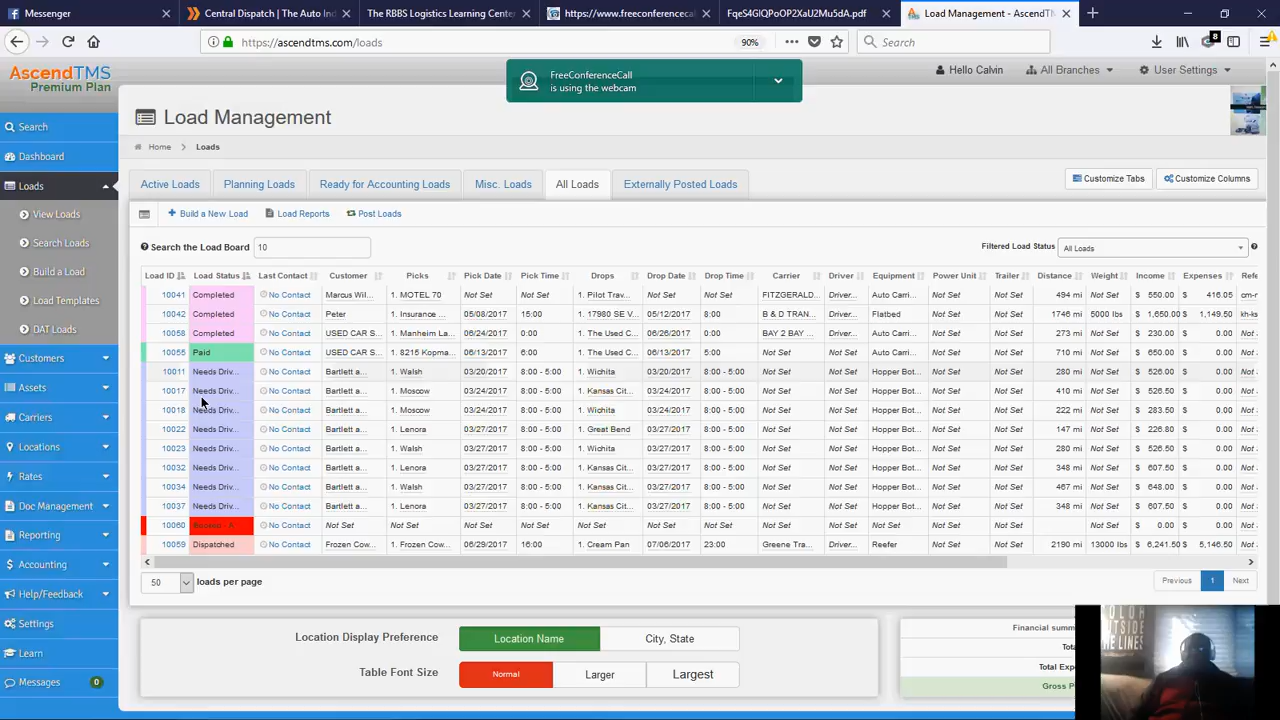 Messenger
Central Dispatch | The Auto Ind
The RBBS Logistics Learning Center
https://www.freeconferenceca
FqeS4GIQPoOP2XaU2Mu5dA.pdf
Load Management - AscendTM
https://ascendtms.com/loads
90%
Search
8
AscendTMS
Premium Plan
FreeConferenceCall
is using the webcam
Hello Calvin
All Branches
User Settings
Search
Dashboard
Loads
View Loads
Search Loads
Build a Load
Load Templates
DAT Loads
Customers
Assets
Carriers
Locations
Rates
Doc Management
Reporting
Accounting
Help/Feedback
Settings
Learn
Messages 0
Load Management
Home Loads
Active Loads Planning Loads Ready for Accounting Loads Misc. Loads All Loads Externally Posted Loads
Customize Tabs Customize Columns
Build a New Load Load Reports Post Loads
Search the Load Board 10
Filtered Load Status All Loads
Load ID Load Status Last Contact Customer Picks Pick Date Pick Time Drops Drop Date Drop Time Carrier Driver Equipment Power Unit Trailer Distance Weight Income Expenses Refe
10041 Completed No Contact Marcus Wil... 1. MOTEL 70 Not Set Not Set 1. Pilot Trav... Not Set Not Set FITZGERALD... Driver... Auto Carri... Not Set Not Set 494 mi Not Set $ 550.00 $ 416.05 cm-r
10042 Completed No Contact Peter 1. Insurance ... 05/08/2017 15:00 1. 17980 SE V... 05/12/2017 8:00 B & D TRAN... Driver... Flatbed Not Set Not Set 1746 mi 5000 lbs $ 1,650.00 $ 1,149.50 kh-ks
10058 Completed No Contact USED CAR S... 1. Manheim La... 06/26/2017 0:00 1. The Used C... 06/26/2017 0:00 BAY 2 BAY ... Driver... Auto Carri... Not Set Not Set 273 mi Not Set $ 230.00 $ 0.00 Not
10055 Paid No Contact USED CAR S... 1. 8215 Kopma... 06/13/2017 6:00 1. The Used C... 06/13/2017 5:00 Not Set Not Set Auto Carri... Not Set Not Set 710 mi Not Set $ 650.00 $ 0.00 Not
10011 Needs Driv... No Contact Bartlett a... 1. Walsh 03/20/2017 8:00 - 5:00 1. Wichita 03/20/2017 8:00 - 5:00 Not Set Not Set Hopper Bot... Not Set Not Set 280 mi Not Set $ 526.50 $ 0.00 Not
10017 Needs Driv... No Contact Bartlett a... 1. Moscow 03/24/2017 8:00 - 5:00 1. Kansas Cit... 03/24/2017 8:00 - 5:00 Not Set Not Set Hopper Bot... Not Set Not Set 410 mi Not Set $ 526.50 $ 0.00 Not
10018 Needs Driv... No Contact Bartlett a... 1. Moscow 03/24/2017 8:00 - 5:00 1. Wichita 03/24/2017 8:00 - 5:00 Not Set Not Set Hopper Bot... Not Set Not Set 222 mi Not Set $ 283.50 $ 0.00 Not
10022 Needs Driv... No Contact Bartlett a... 1. Lenora 03/27/2017 8:00 - 5:00 1. Great Bend 03/27/2017 8:00 - 5:00 Not Set Not Set Hopper Bot... Not Set Not Set 147 mi Not Set $ 226.80 $ 0.00 Not
10023 Needs Driv... No Contact Bartlett a... 1. Lenora 03/27/2017 8:00 - 5:00 1. Wichita 03/27/2017 8:00 - 5:00 Not Set Not Set Hopper Bot... Not Set Not Set 280 mi Not Set $ 526.50 $ 0.00 Not
10032 Needs Driv... No Contact Bartlett a... 1. Lenora 03/27/2017 8:00 - 5:00 1. Kansas Cit... 03/27/2017 8:00 - 5:00 Not Set Not Set Hopper Bot... Not Set Not Set 348 mi Not Set $ 607.50 $ 0.00 Not
10034 Needs Driv... No Contact Bartlett a... 1. Walsh 03/27/2017 8:00 - 5:00 1. Kansas Cit... 03/27/2017 8:00 - 5:00 Not Set Not Set Hopper Bot... Not Set Not Set 467 mi Not Set $ 648.00 $ 0.00 Not
10037 Needs Driv... No Contact Bartlett a... 1. Lenora 03/27/2017 8:00 - 5:00 1. Kansas Cit... 03/27/2017 8:00 - 5:00 Not Set Not Set Hopper Bot... Not Set Not Set 348 mi Not Set $ 607.50 $ 0.00 Not
10060 No Contact Not Set Not Set Not Set Not Set Not Set Not Set Not Set Not Set Not Set Not Set Not Set Not Set Not Set Not Set $ 0.00 $ 0.00 Not
10059 Dispatched No Contact Frozen Cow... 1. Frozen Cow... 06/29/2017 16:00 1. Cream Pan 07/06/2017 23:00 Greene Tra... Driver... Reefer Not Set Not Set 2190 mi 13000 lbs $ 6,241.50 $ 5,146.50 Not
50 loads per page
Previous 1 Next
Location Display Preference Location Name City, State
Table Font Size Normal Larger Largest
Financial summ
Tot
Total Exp
Gross P
COLOR
OUTSIDE
THE LINES